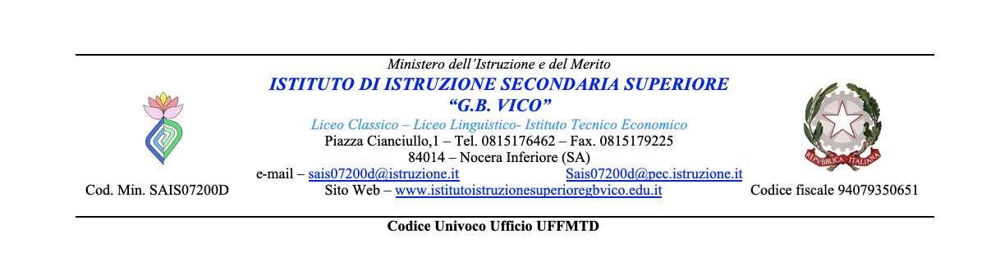 Ministero dell’Istruzione e del Merito
ISTITUTO DI ISTRUZIONE SECONDARIA SUPERIORE
“G.B. VICO”
Liceo Classico – Liceo Linguistico- Istituto Tecnico Economico
Piazza Cianciullo,1 – Tel. 0815176462 – Fax. 0815179225
84014 – Nocera Inferiore (SA)
e-mail – sais07200d@istruzione.it Sais07200d@pec.istruzione.it
Cod. Min. SAIS07200D Sito Web – www.istitutoistruzionesuperioregbvico.edu.it Codice fiscale 94079350651
REPVBBLICA ITALIANA
Codice Univoco Ufficio UFFMTD